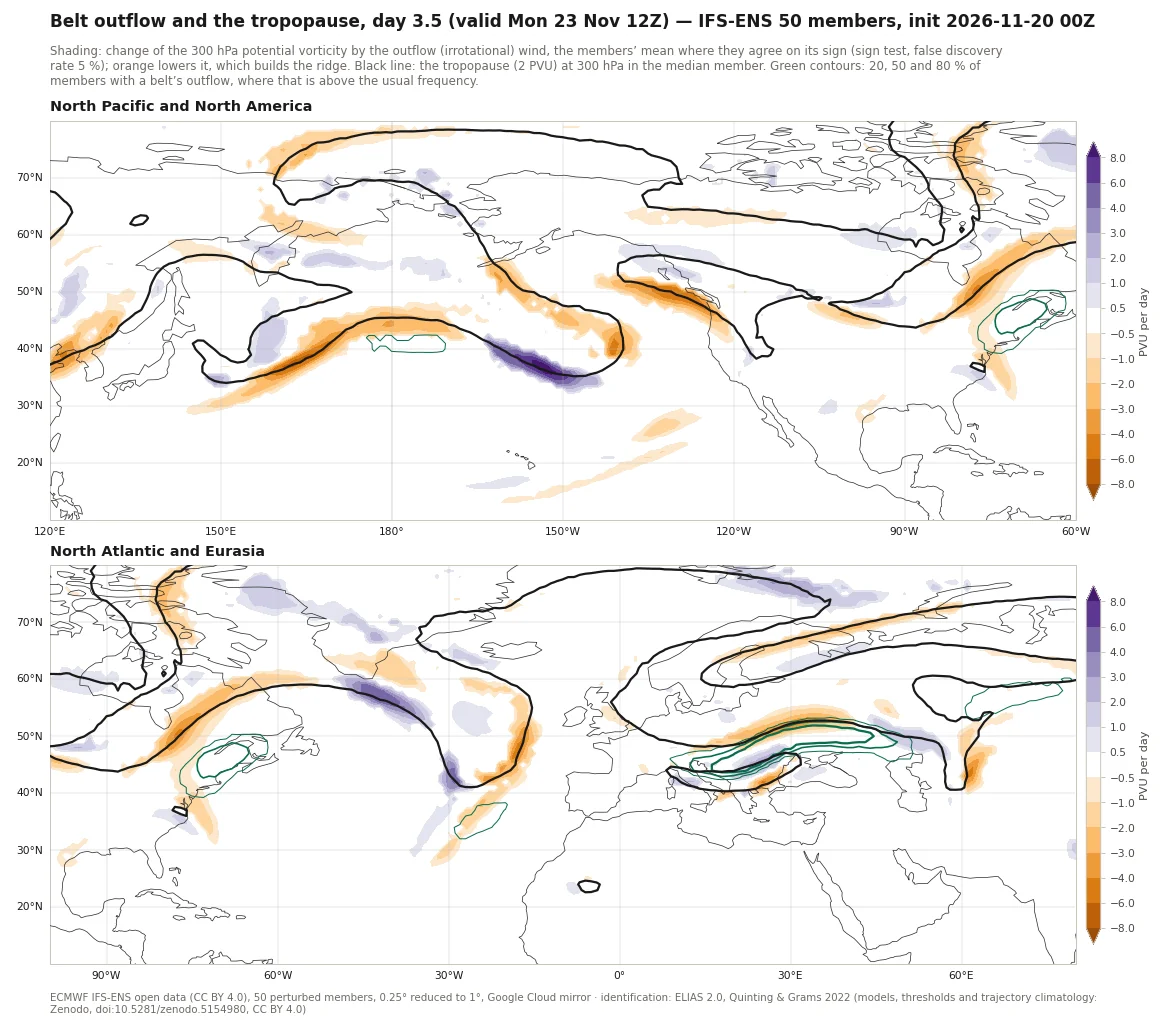 Belt outflow and the tropopause, day 3.5 (valid Mon 23 Nov 12Z) — IFS-ENS 50 members, init 2026-11-20 00Z
Shading: change of the 300 hPa potential vorticity by the outflow (irrotational) wind, the members’ mean where they agree on its sign (sign test, false discovery
rate 5 %); orange lowers it, which builds the ridge. Black line: the tropopause (2 PVU) at 300 hPa in the median member. Green contours: 20, 50 and 80 % of
members with a belt’s outflow, where that is above the usual frequency.
North Pacific and North America
70°N
60°N
50°N
40°N
30°N
20°N
120°E 150°E 180° 150°W 120°W 90°W 60°W
8.0
6.0
4.0
3.0
2.0
1.0
0.5
−0.5
−1.0
−2.0
−3.0
−4.0
−6.0
−8.0
PVU per day
North Atlantic and Eurasia
70°N
60°N
50°N
40°N
30°N
20°N
90°W 60°W 30°W 0° 30°E 60°E
8.0
6.0
4.0
3.0
2.0
1.0
0.5
−0.5
−1.0
−2.0
−3.0
−4.0
−6.0
−8.0
PVU per day
ECMWF IFS-ENS open data (CC BY 4.0), 50 perturbed members, 0.25° reduced to 1°, Google Cloud mirror · identification: ELIAS 2.0, Quinting & Grams 2022 (models, thresholds and trajectory climatology:
Zenodo, doi:10.5281/zenodo.5154980, CC BY 4.0)